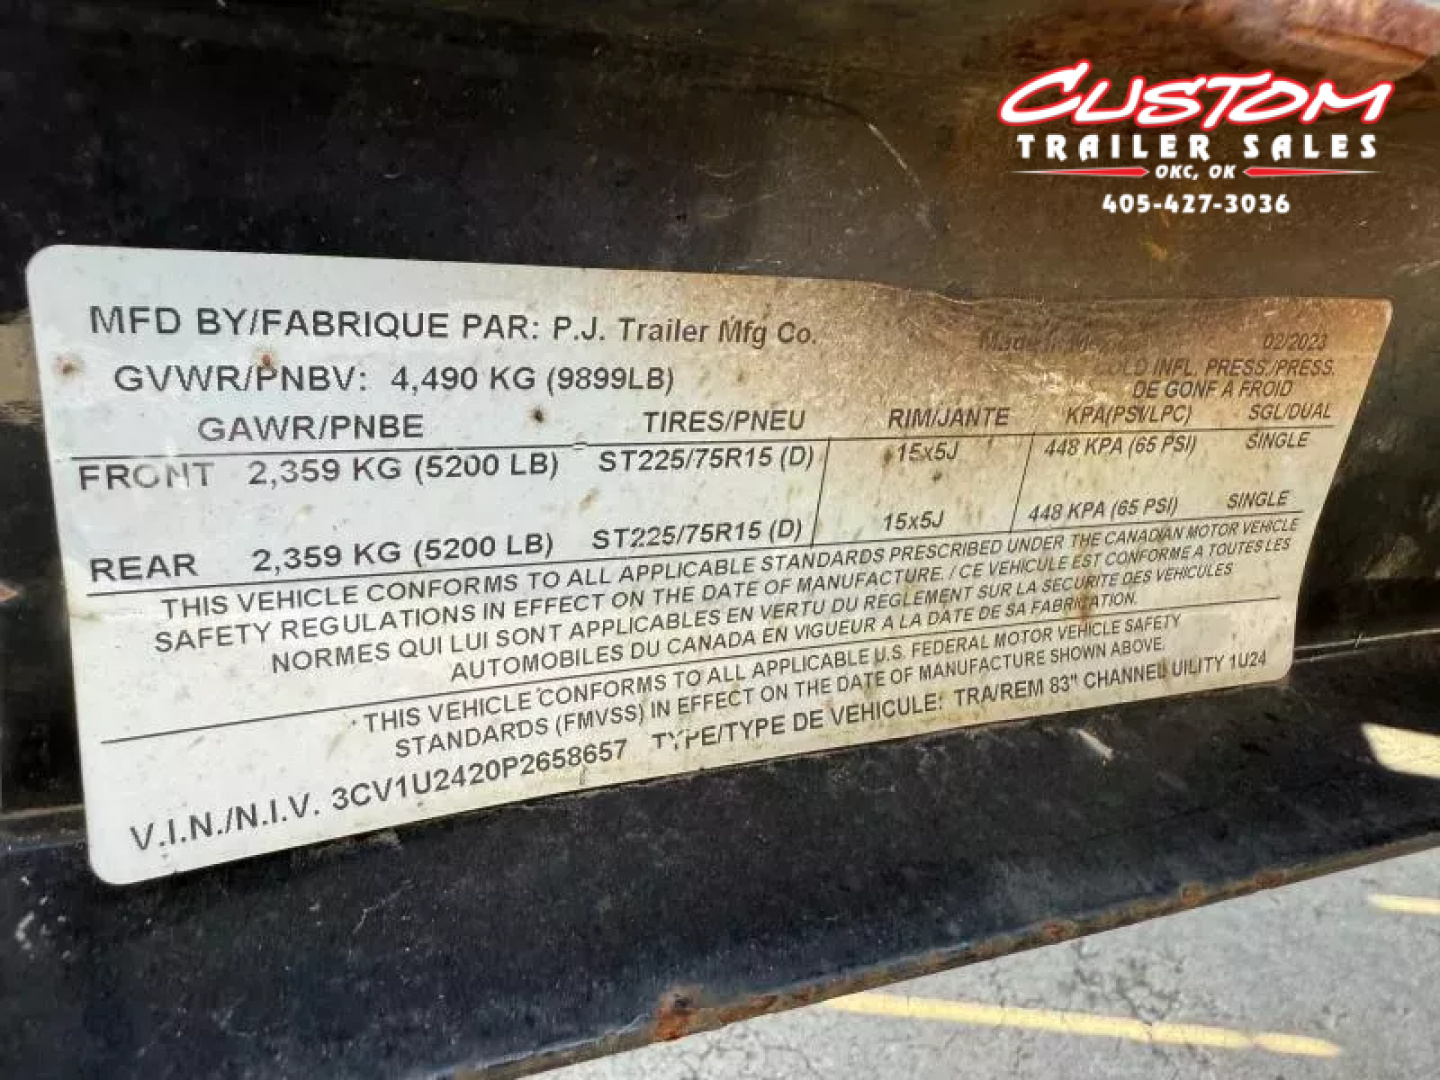 CUSTOM
TRAILER SALES
OKC, OK
405-427-3036
MFD BY/FABRIQUE PAR: P.J. Trailer Mfg Co.
Made In 02/2023
GVWR/PNBV: 4,490 KG (9899LB)
COLD INFL. PRESS./PRESS.
DE GONF A FROID
GAWR/PNBE TIRES/PNEU RIM/JANTE KPA(PSI/LPC) SGL/DUAL
FRONT 2,359 KG (5200 LB) ST225/75R15 (D) 15x5J 448 KPA (65 PSI) SINGLE
REAR 2,359 KG (5200 LB) ST225/75R15 (D) 15x5J 448 KPA (65 PSI) SINGLE
THIS VEHICLE CONFORMS TO ALL APPLICABLE STANDARDS PRESCRIBED UNDER THE CANADIAN MOTOR VEHICLE
SAFETY REGULATIONS IN EFFECT ON THE DATE OF MANUFACTURE. / CE VEHICULE EST CONFORME A TOUTES LES
NORMES QUI LUI SONT APPLICABLES EN VERTU DU REGLEMENT SUR LA SECURITE DES VEHICULES
AUTOMOBILES DU CANADA EN VIGUEUR A LA DATE DE SA FABRICATION.
THIS VEHICLE CONFORMS TO ALL APPLICABLE U.S. FEDERAL MOTOR VEHICLE SAFETY
STANDARDS (FMVSS) IN EFFECT ON THE DATE OF MANUFACTURE SHOWN ABOVE.
V.I.N./N.I.V. 3CV1U2420P2658657 TYPE/TYPE DE VEHICULE: TRA/REM 83" CHANNEL UILITY 1U24